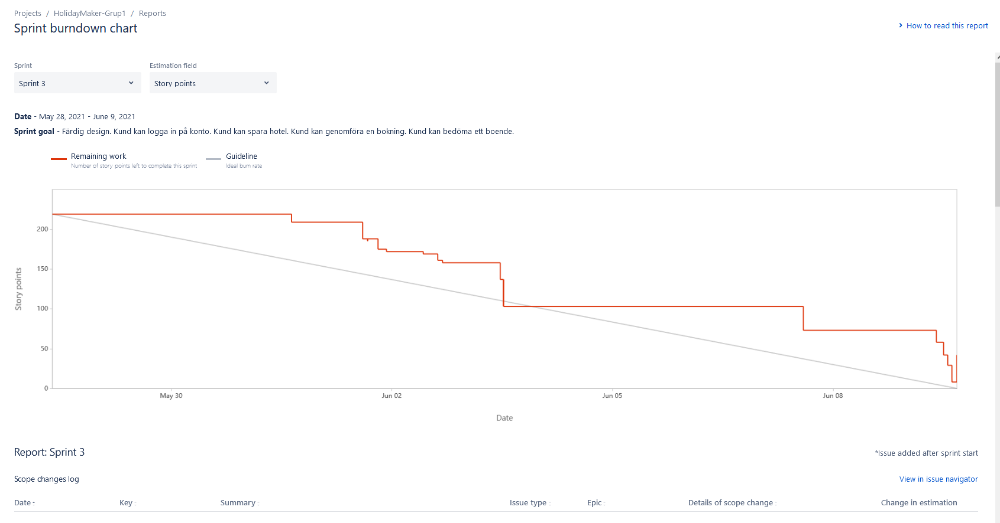 Projects / HolidayMaker-Grup1 / Reports
Sprint burndown chart
How to read this report
Sprint
Estimation field
Sprint 3
Story points
Date - May 28, 2021 - June 9, 2021
Sprint goal - Färdig design. Kund kan logga in på konto. Kund kan spara hotel. Kund kan genomföra en bokning. Kund kan bedöma ett boende.
Remaining work
Number of story points left to complete this sprint
Guideline
Ideal burn rate
200
150
100
50
0
Story points
May 30
Jun 02
Jun 05
Jun 08
Date
Report: Sprint 3
*Issue added after sprint start
Scope changes log
View in issue navigator
Date Key Summary Issue type Epic Details of scope change Change in estimation